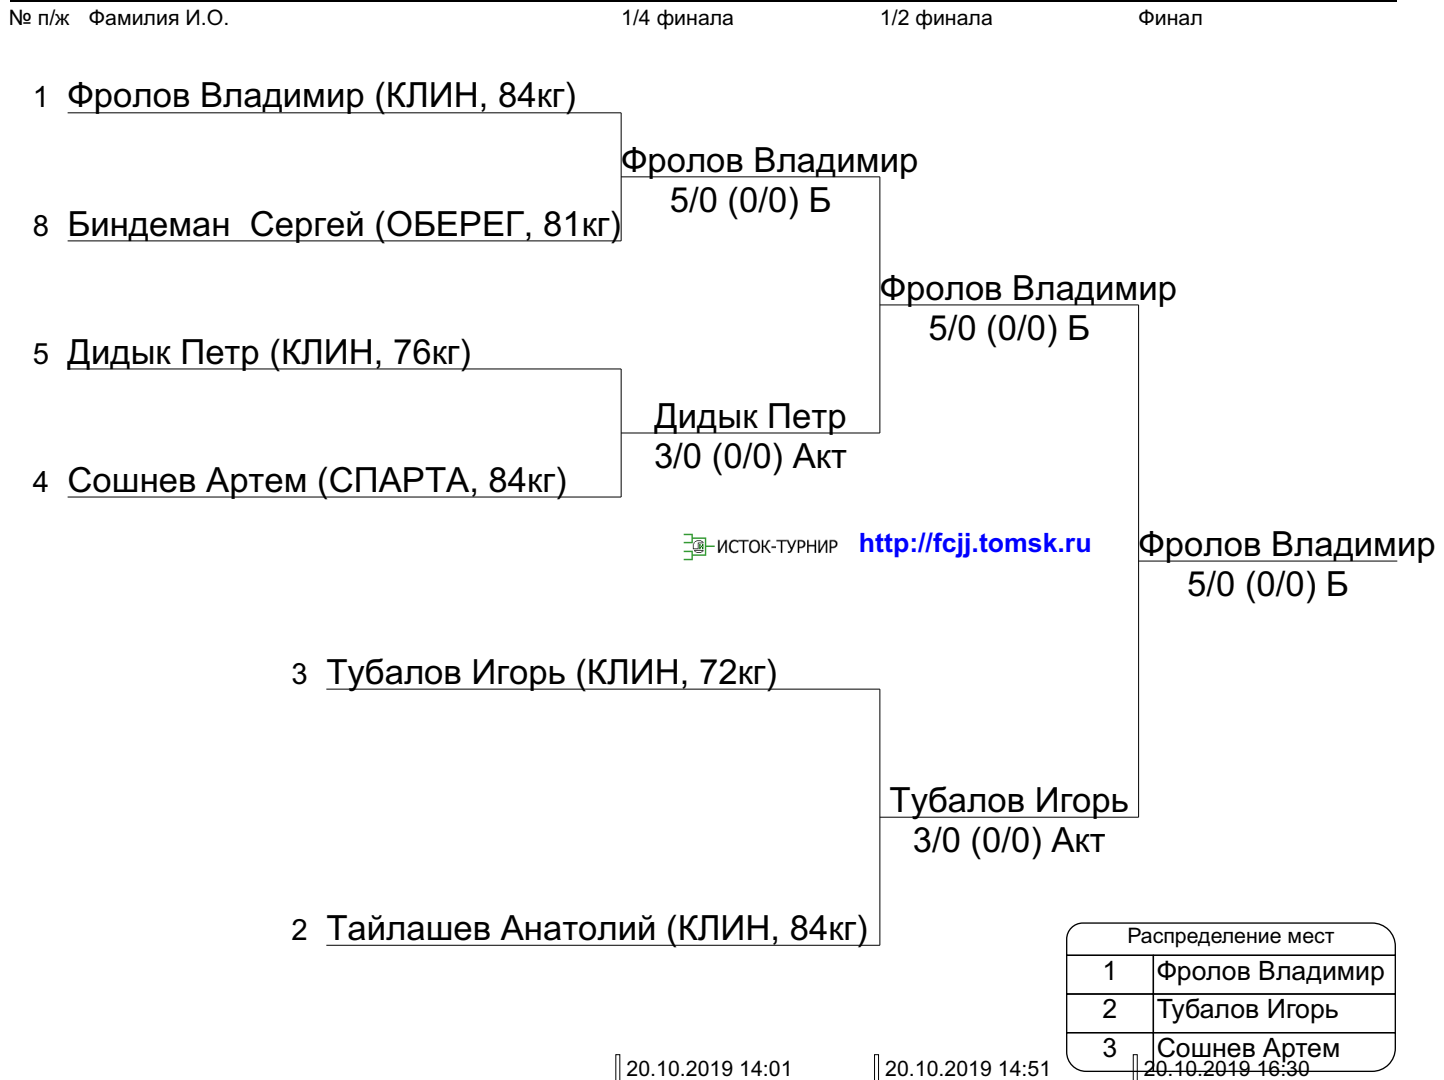 № п/ж Фамилия И.О. 1/4 финала 1/2 финала Финал
1 Фролов Владимир (КЛИН, 84кг)
Фролов Владимир
5/0 (0/0) Б
8 Биндеман Сергей (ОБЕРЕГ, 81кг)
Фролов Владимир
5/0 (0/0) Б
5 Дидык Петр (КЛИН, 76кг)
Дидык Петр
3/0 (0/0) Акт
4 Сошнев Артем (СПАРТА, 84кг)
ИСТОК-ТУРНИР http://fcjj.tomsk.ru
Фролов Владимир
5/0 (0/0) Б
3 Тубалов Игорь (КЛИН, 72кг)
Тубалов Игорь
3/0 (0/0) Акт
2 Тайлашев Анатолий (КЛИН, 84кг)
Распределение мест
1 Фролов Владимир
2 Тубалов Игорь
3 Сошнев Артем
20.10.2019 14:01 20.10.2019 14:51 20.10.2019 16:30